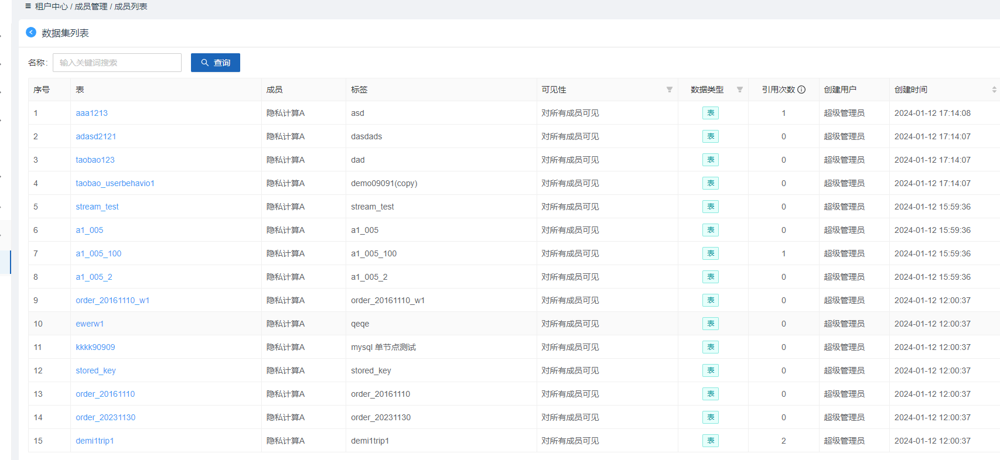 租户中心 / 成员管理 / 成员列表
数据集列表
名称: 输入关键词搜索 查询
序号 表 成员 标签 可见性 数据类型 引用次数 创建用户 创建时间
1 aaa1213 隐私计算A asd 对所有成员可见 表 1 超级管理员 2024-01-12 17:14:08
2 adasd2121 隐私计算A dasdads 对所有成员可见 表 0 超级管理员 2024-01-12 17:14:07
3 taobao123 隐私计算A dad 对所有成员可见 表 0 超级管理员 2024-01-12 17:14:07
4 taobao_userbehavio1 隐私计算A demo09091(copy) 对所有成员可见 表 0 超级管理员 2024-01-12 17:14:07
5 stream_test 隐私计算A stream_test 对所有成员可见 表 0 超级管理员 2024-01-12 15:59:36
6 a1_005 隐私计算A a1_005 对所有成员可见 表 0 超级管理员 2024-01-12 15:59:36
7 a1_005_100 隐私计算A a1_005_100 对所有成员可见 表 1 超级管理员 2024-01-12 15:59:36
8 a1_005_2 隐私计算A a1_005_2 对所有成员可见 表 0 超级管理员 2024-01-12 15:59:36
9 order_20161110_w1 隐私计算A order_20161110_w1 对所有成员可见 表 0 超级管理员 2024-01-12 12:00:37
10 ewerw1 隐私计算A qeqe 对所有成员可见 表 0 超级管理员 2024-01-12 12:00:37
11 kkkk90909 隐私计算A mysql 单节点测试 对所有成员可见 表 0 超级管理员 2024-01-12 12:00:37
12 stored_key 隐私计算A stored_key 对所有成员可见 表 0 超级管理员 2024-01-12 12:00:37
13 order_20161110 隐私计算A order_20161110 对所有成员可见 表 0 超级管理员 2024-01-12 12:00:37
14 order_20231130 隐私计算A order_20231130 对所有成员可见 表 0 超级管理员 2024-01-12 12:00:37
15 demi1trip1 隐私计算A demi1trip1 对所有成员可见 表 2 超级管理员 2024-01-12 12:00:37